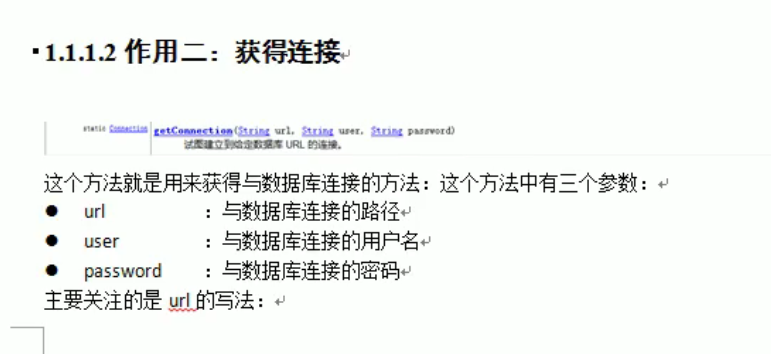 1.1.1.2 作用二：获得连接
static Connection getConnection(String url, String user, String password)
试图建立到给定数据库 URL 的连接。
这个方法就是用来获得与数据库连接的方法：这个方法中有三个参数：
● url ：与数据库连接的路径
● user ：与数据库连接的用户名
● password ：与数据库连接的密码
主要关注的是 url 的写法：